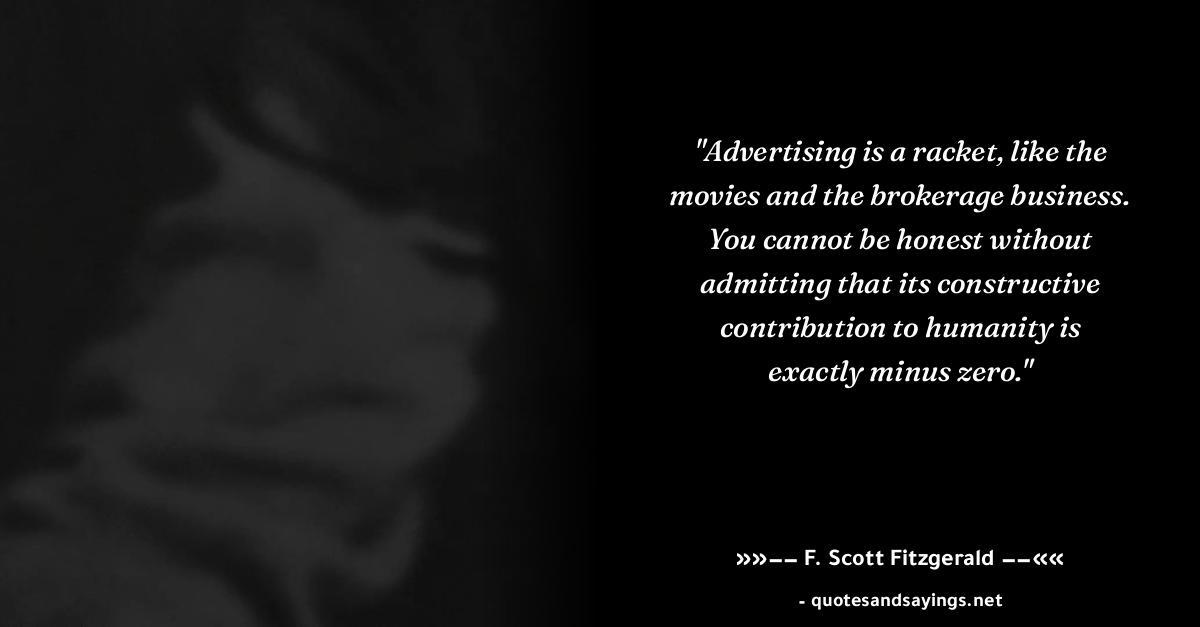 "Advertising is a racket, like the
movies and the brokerage business.
You cannot be honest without
admitting that its constructive
contribution to humanity is
exactly minus zero."
»»-- F. Scott Fitzgerald --««
- quotesandsayings.net